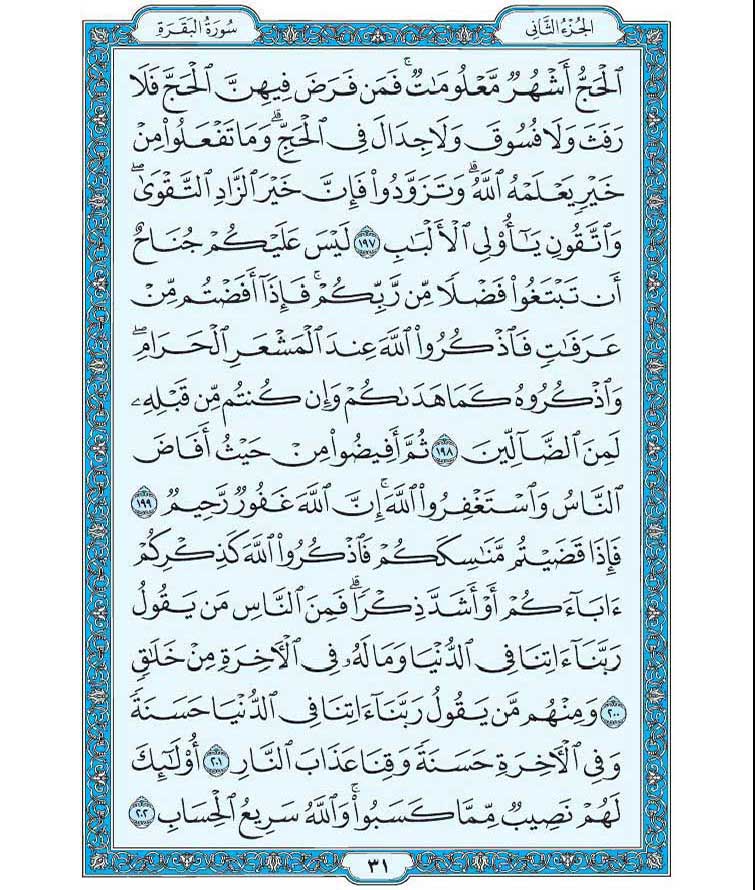 الجُزْءُ الثَّانِي
سُورَةُ البَقَرَةِ
ٱلۡحَجُّ أَشۡهُرٞ مَّعۡلُومَٰتٞۚ فَمَن فَرَضَ فِيهِنَّ ٱلۡحَجَّ فَلَا
رَفَثَ وَلَا فُسُوقَ وَلَا جِدَالَ فِي ٱلۡحَجِّۗ وَمَا تَفۡعَلُواْ مِنۡ
خَيۡرٖ يَعۡلَمۡهُ ٱللَّهُۗ وَتَزَوَّدُواْ فَإِنَّ خَيۡرَ ٱلزَّادِ ٱلتَّقۡوَىٰۖ
وَٱتَّقُونِ يَٰٓأُوْلِي ٱلۡأَلۡبَٰبِ ١٩٧ لَيۡسَ عَلَيۡكُمۡ جُنَاحٌ
أَن تَبۡتَغُواْ فَضۡلٗا مِّن رَّبِّكُمۡۚ فَإِذَآ أَفَضۡتُم مِّنۡ
عَرَفَٰتٖ فَٱذۡكُرُواْ ٱللَّهَ عِندَ ٱلۡمَشۡعَرِ ٱلۡحَرَامِۖ
وَٱذۡكُرُوهُ كَمَا هَدَىٰكُمۡ وَإِن كُنتُم مِّن قَبۡلِهِۦ
لَمِنَ ٱلضَّآلِّينَ ١٩٨ ثُمَّ أَفِيضُواْ مِنۡ حَيۡثُ أَفَاضَ
ٱلنَّاسُ وَٱسۡتَغۡفِرُواْ ٱللَّهَۚ إِنَّ ٱللَّهَ غَفُورٞ رَّحِيمٞ ١٩٩
فَإِذَا قَضَيۡتُم مَّنَٰسِكَكُمۡ فَٱذۡكُرُواْ ٱللَّهَ كَذِكۡرِكُمۡ
ءَابَآءَكُمۡ أَوۡ أَشَدَّ ذِكۡرٗاۗ فَمِنَ ٱلنَّاسِ مَن يَقُولُ
رَبَّنَآ ءَاتِنَا فِي ٱلدُّنۡيَا وَمَا لَهُۥ فِي ٱلۡأٓخِرَةِ مِنۡ خَلَٰقٖ
٢٠٠ وَمِنۡهُم مَّن يَقُولُ رَبَّنَآ ءَاتِنَا فِي ٱلدُّنۡيَا حَسَنَةٗ
وَفِي ٱلۡأٓخِرَةِ حَسَنَةٗ وَقِنَا عَذَابَ ٱلنَّارِ ٢٠١ أُوْلَٰٓئِكَ
لَهُمۡ نَصِيبٞ مِّمَّا كَسَبُواْۚ وَٱللَّهُ سَرِيعُ ٱلۡحِسَابِ ٢٠٢
٣١